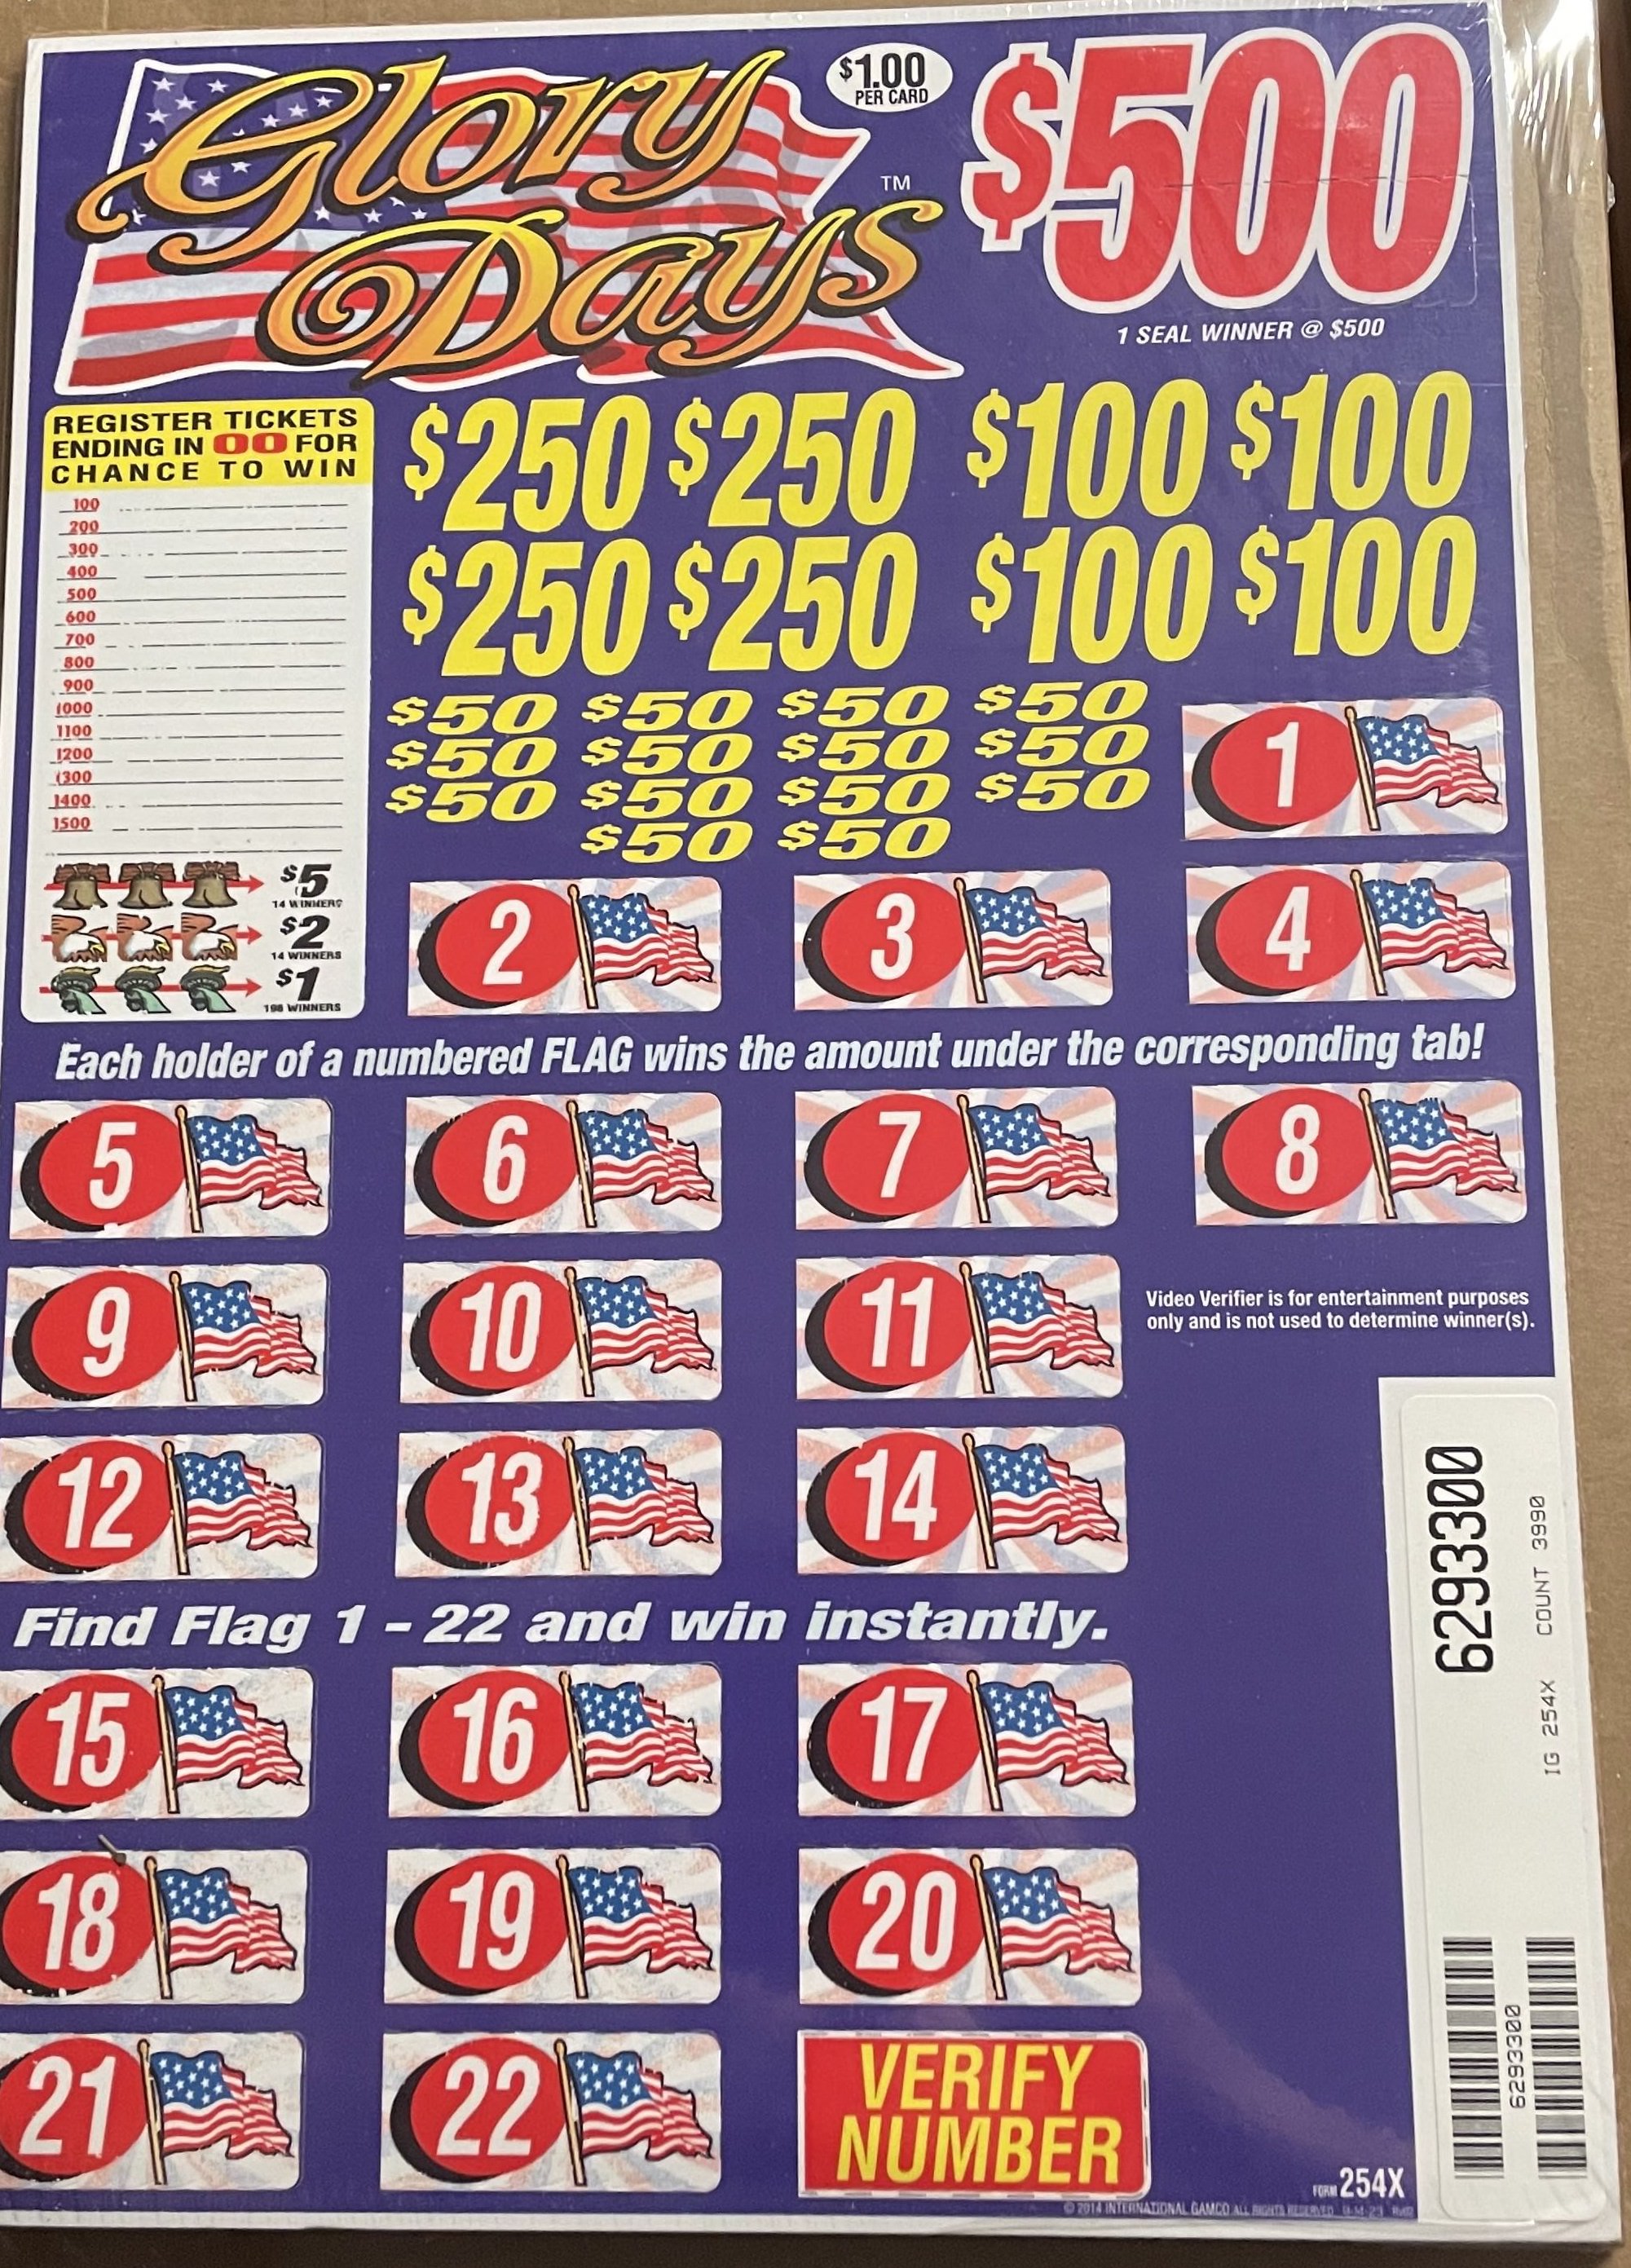 Glory
Days
TM
$1.00
PER CARD
$500
1 SEAL WINNER @ $500
REGISTER TICKETS
ENDING IN 00 FOR
CHANCE TO WIN
100
200
300
400
500
600
700
800
900
1000
1100
1200
1300
1400
1500
$5
14 WINNERS
$2
14 WINNERS
$1
198 WINNERS
$250 $250 $100 $100
$250 $250 $100 $100
$50 $50 $50 $50
$50 $50 $50 $50
$50 $50 $50 $50
$50 $50
1
2 3 4
Each holder of a numbered FLAG wins the amount under the corresponding tab!
5 6 7 8
9 10 11
Video Verifier is for entertainment purposes
only and is not used to determine winner(s).
12 13 14
Find Flag 1 - 22 and win instantly.
15 16 17
18 19 20
21 22
VERIFY
NUMBER
FORM 254X
© 2014 INTERNATIONAL GAMCO ALL RIGHTS RESERVED
6293300
IG 254X COUNT 3990
6293300